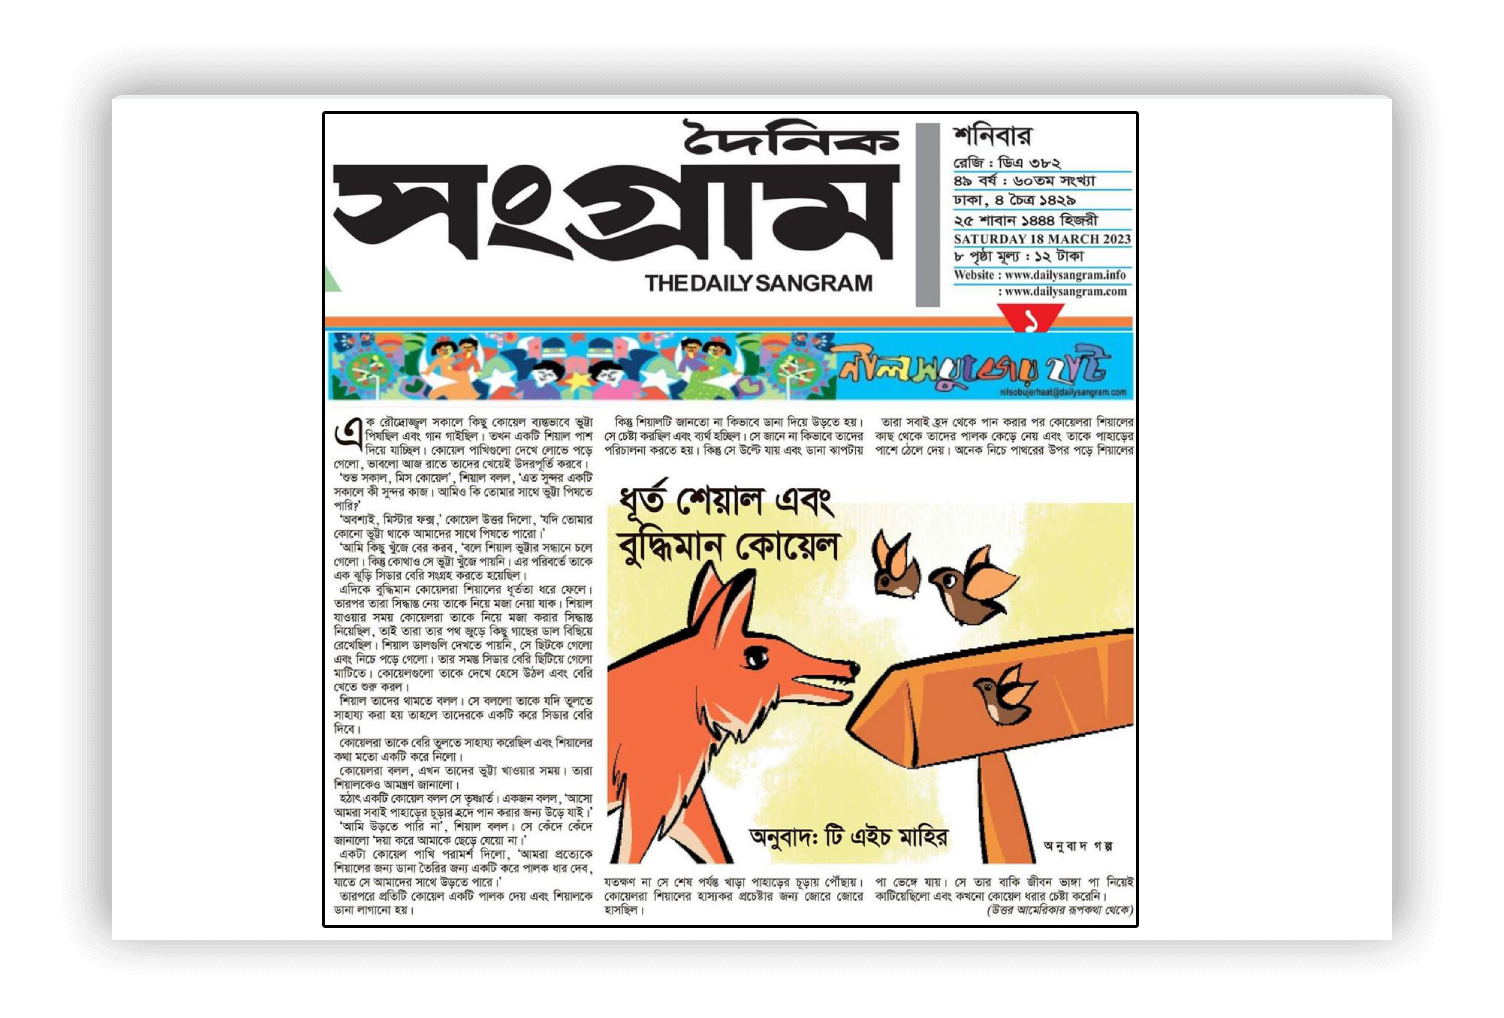 দৈনিক
সংগ্রাম
THE DAILY SANGRAM
শনিবার
রেজি : ডিএ ৩৮২
৪৯ বর্ষ : ৬০তম সংখ্যা
ঢাকা, ৪ চৈত্র ১৪২৯
২৫ শাবান ১৪৪৪ হিজরী
SATURDAY 18 MARCH 2023
৮ পৃষ্ঠা মূল্য : ১২ টাকা
Website : www.dailysangram.info
: www.dailysangram.com
১
নীলসবুজের হাট
nilsobujerhaat@dailysangram.com
এক রৌদ্রোজ্জ্বল সকালে কিছু কোয়েল ব্যস্তভাবে ভুট্টা
পিষছিল এবং গান গাইছিল। তখন একটি শিয়াল পাশ
দিয়ে যাচ্ছিল। কোয়েল পাখিগুলো দেখে লোভে পড়ে
গেলো, ভাবলো আজ রাতে তাদের খেয়েই উদরপূর্তি করবে।
‘শুভ সকাল, মিস কোয়েল’, শিয়াল বলল, ‘এত সুন্দর একটি
সকালে কী সুন্দর কাজ। আমিও কি তোমার সাথে ভুট্টা পিষতে
পারি?’
‘অবশ্যই, মিস্টার ফক্স,’ কোয়েল উত্তর দিলো, ‘যদি তোমার
কোনো ভুট্টা থাকে আমাদের সাথে পিষতে পারো।’
‘আমি কিছু খুঁজে বের করব, ‘বলে শিয়াল ভুট্টার সন্ধানে চলে
গেলো। কিন্তু কোথাও সে ভুট্টা খুঁজে পায়নি। এর পরিবর্তে তাকে
এক ঝুড়ি সিডার বেরি সংগ্রহ করতে হয়েছিল।
এদিকে বুদ্ধিমান কোয়েলরা শিয়ালের ধূর্ততা ধরে ফেলে।
তারপর তারা সিদ্ধান্ত নেয় তাকে নিয়ে মজা নেয়া যাক। শিয়াল
যাওয়ার সময় কোয়েলরা তাকে নিয়ে মজা করার সিদ্ধান্ত
নিয়েছিল, তাই তারা তার পথ জুড়ে কিছু গাছের ডাল বিছিয়ে
রেখেছিল। শিয়াল ডালগুলি দেখতে পায়নি, সে ছিটকে গেলো
এবং নিচে পড়ে গেলো। তার সমস্ত সিডার বেরি ছিটিয়ে গেলো
মাটিতে। কোয়েলগুলো তাকে দেখে হেসে উঠল এবং বেরি
খেতে শুরু করল।
শিয়াল তাদের থামতে বলল। সে বললো তাকে যদি তুলতে
সাহায্য করা হয় তাহলে তাদেরকে একটি করে সিডার বেরি
দিবে।
কোয়েলরা তাকে বেরি তুলতে সাহায্য করেছিল এবং শিয়ালের
কথা মতো একটি করে নিলো।
কোয়েলরা বলল, এখন তাদের ভুট্টা খাওয়ার সময়। তারা
শিয়ালকেও আমন্ত্রণ জানালো।
হঠাৎ একটি কোয়েল বলল সে তৃষ্ণার্ত। একজন বলল, ‘আসো
আমরা সবাই পাহাড়ের চূড়ার হ্রদে পান করার জন্য উড়ে যাই।’
‘আমি উড়তে পারি না’, শিয়াল বলল। সে কেঁদে কেঁদে
জানালো ‘দয়া করে আমাকে ছেড়ে যেয়ো না।’
একটা কোয়েল পাখি পরামর্শ দিলো, ‘আমরা প্রত্যেকে
শিয়ালের জন্য ডানা তৈরির জন্য একটি করে পালক ধার দেব,
যাতে সে আমাদের সাথে উড়তে পারে।’
তারপরে প্রতিটি কোয়েল একটি পালক দেয় এবং শিয়ালকে
ডানা লাগানো হয়।
কিন্তু শিয়ালটি জানতো না কিভাবে ডানা দিয়ে উড়তে হয়।
সে চেষ্টা করছিল এবং ব্যর্থ হচ্ছিল। সে জানে না কিভাবে তাদের
পরিচালনা করতে হয়। কিন্তু সে উল্টে যায় এবং ডানা ঝাপটায়
ধূর্ত শেয়াল এবং
বুদ্ধিমান কোয়েল
অনুবাদ: টি এইচ মাহির
অনুবাদ গল্প
যতক্ষণ না সে শেষ পর্যন্ত খাড়া পাহাড়ের চূড়ায় পৌঁছায়।
কোয়েলরা শিয়ালের হাস্যকর প্রচেষ্টার জন্য জোরে জোরে
হাসছিল।
তারা সবাই হ্রদ থেকে পান করার পর কোয়েলরা শিয়ালের
কাছ থেকে তাদের পালক কেড়ে নেয় এবং তাকে পাহাড়ের
পাশে ঠেলে দেয়। অনেক নিচে পাথরের উপর পড়ে শিয়ালের
পা ভেঙ্গে যায়। সে তার বাকি জীবন ভাঙ্গা পা নিয়েই
কাটিয়েছিলো এবং কখনো কোয়েল ধরার চেষ্টা করেনি।
(উত্তর আমেরিকার রূপকথা থেকে)